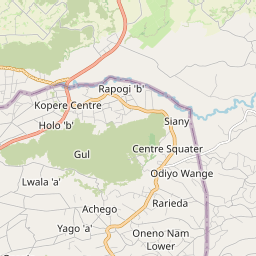 Rapogi 'b'
Kopere Centre
Siany
Holo 'b'
Centre Squater
Gul
Odiyo Wange
Lwala 'a'
Rarieda
Achego
Yago 'a'
Oneno Nam
Lower